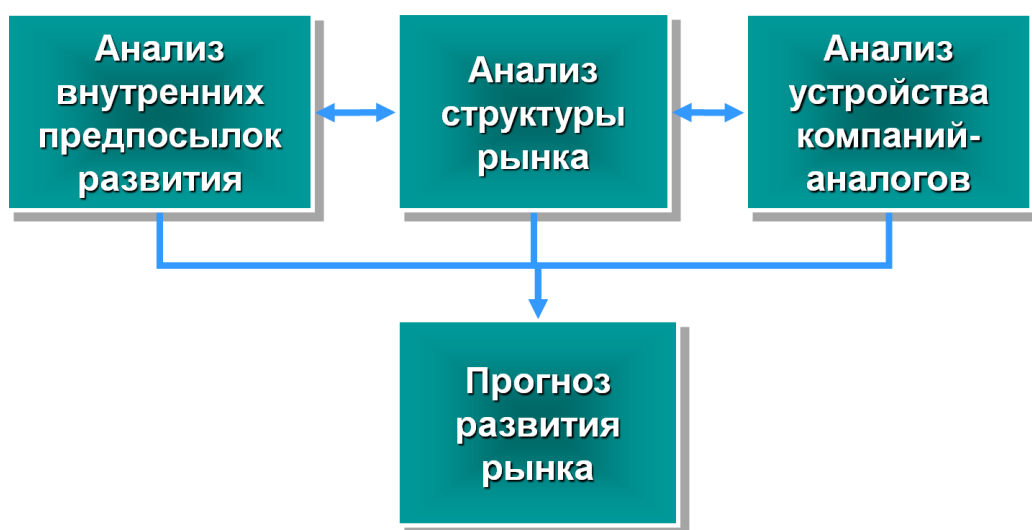 Анализ
внутренних
предпосылок
развития
Анализ
структуры
рынка
Анализ
устройства
компаний-
аналогов
Прогноз
развития
рынка